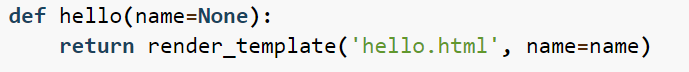 def hello(name=None):
    return render_template('hello.html', name=name)